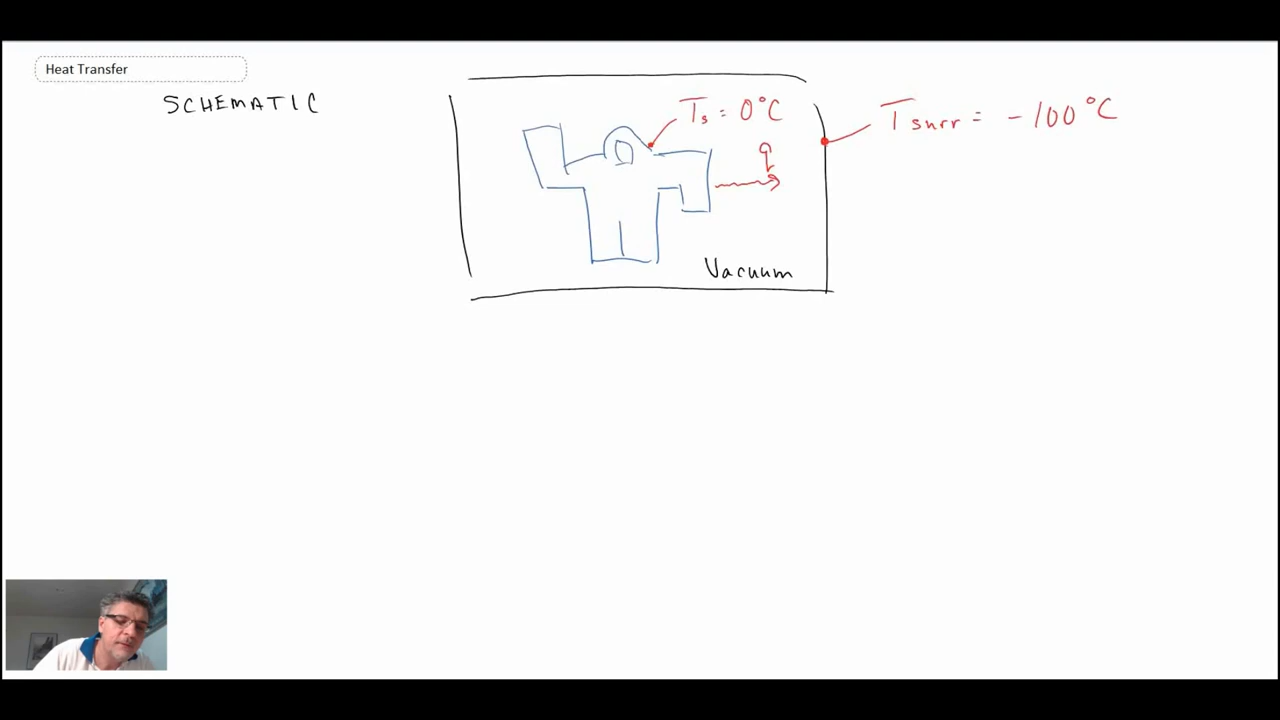 Heat Transfer
SCHEMATIC
Ts = 0°C
Tsurr = -100°C
q
Vacuum